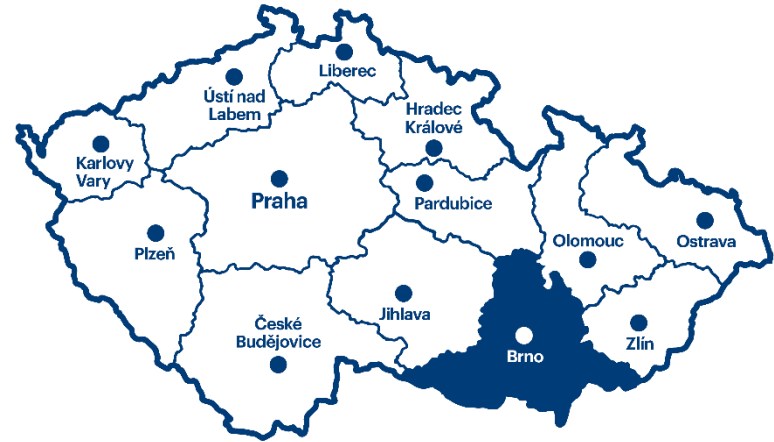 Liberec
Ústí nad
Labem
Hradec
Králové
Karlovy
Vary
Praha
Pardubice
Plzeň
Olomouc
Ostrava
Jihlava
České
Budějovice
Zlín
Brno